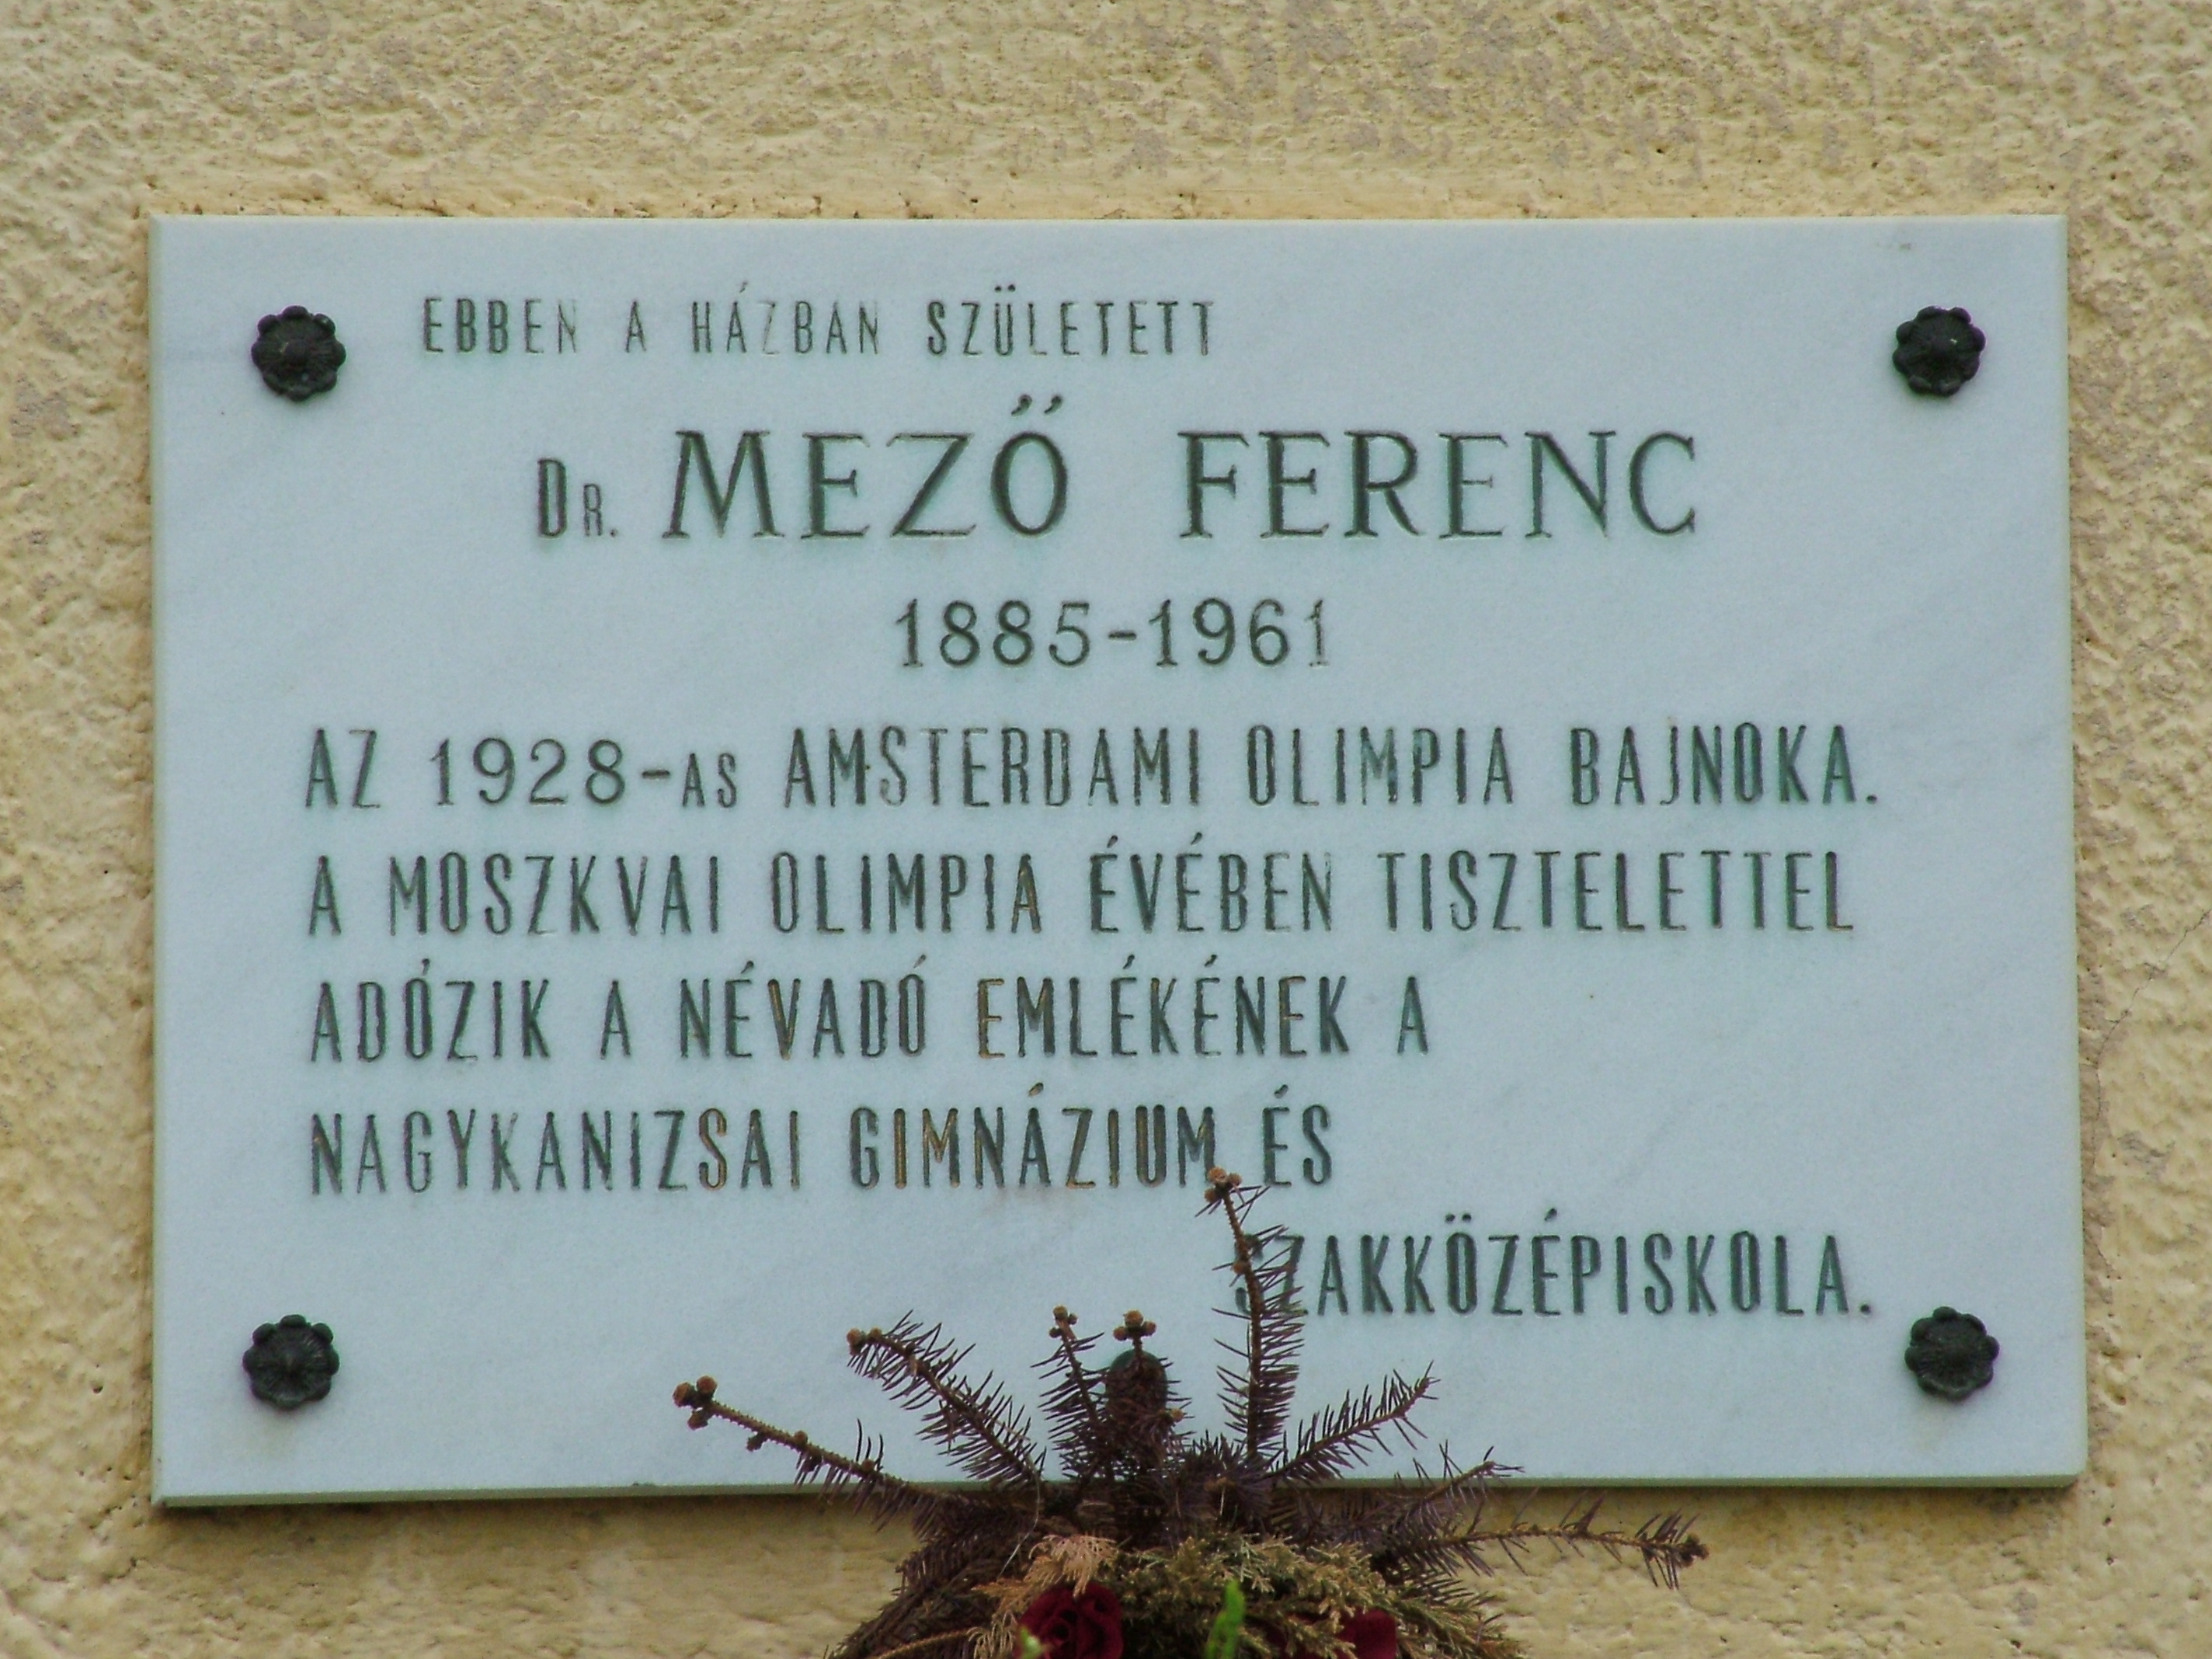 EBBEN A HÁZBAN SZÜLETETT
DR. MEZŐ FERENC
1885-1961
AZ 1928-AS AMSTERDAMI OLIMPIA BAJNOKA.
A MOSZKVAI OLIMPIA ÉVÉBEN TISZTELETTEL
ADÓZIK A NÉVADÓ EMLÉKÉNEK A
NAGYKANIZSAI GIMNÁZIUM ÉS
SZAKKÖZÉPISKOLA.